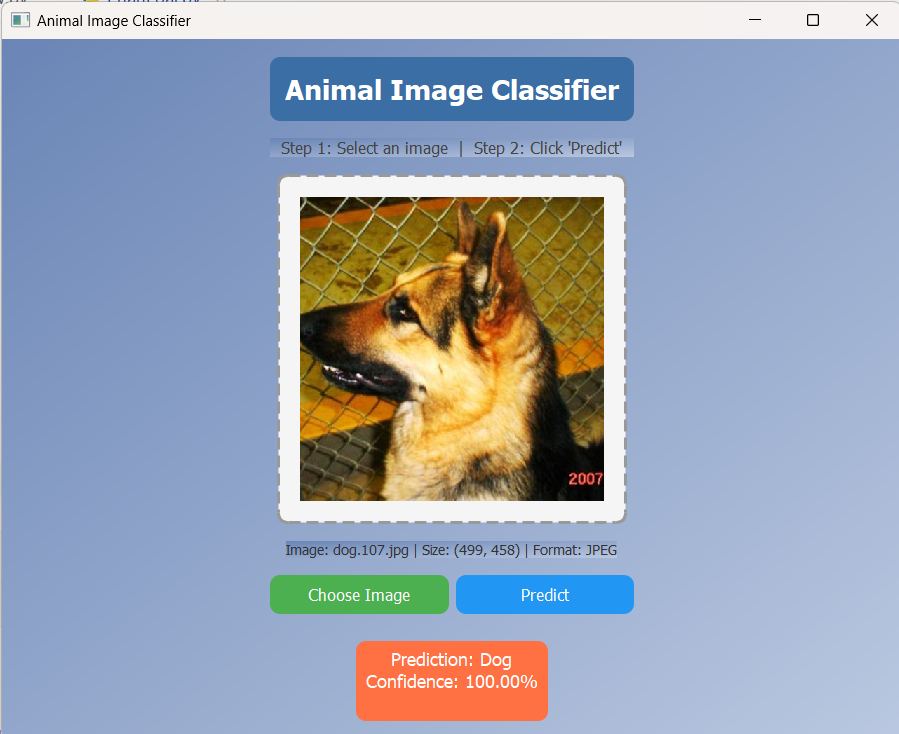 Animal Image Classifier
Animal Image Classifier
Step 1: Select an image | Step 2: Click 'Predict'
2007
Image: dog.107.jpg | Size: (499, 458) | Format: JPEG
Choose Image
Predict
Prediction: Dog
Confidence: 100.00%